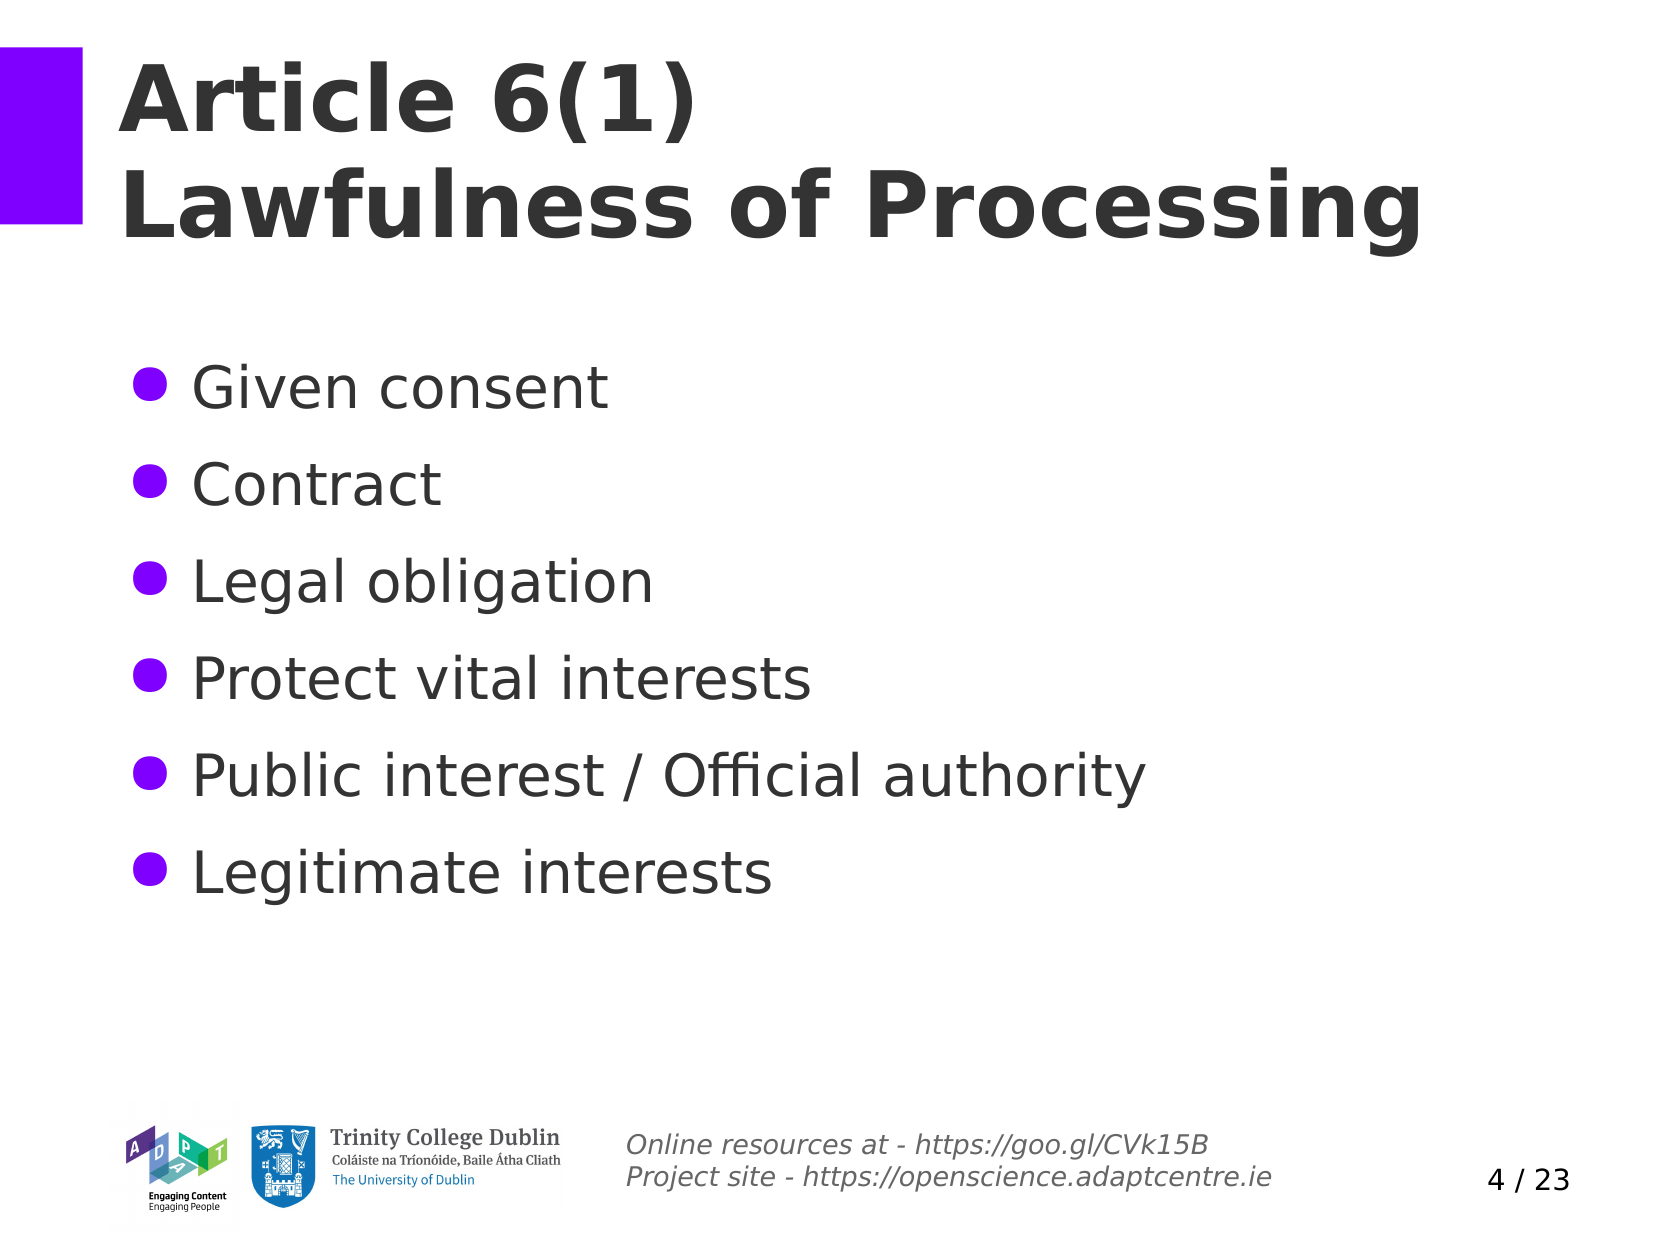 Article 6(1)
Lawfulness of Processing
● Given consent
● Contract
● Legal obligation
● Protect vital interests
● Public interest / Official authority
● Legitimate interests
ADAPT
Engaging Content
Engaging People
Trinity College Dublin
Coláiste na Tríonóide, Baile Átha Cliath
The University of Dublin
Online resources at - https://goo.gl/CVk15B
Project site - https://openscience.adaptcentre.ie
4 / 23